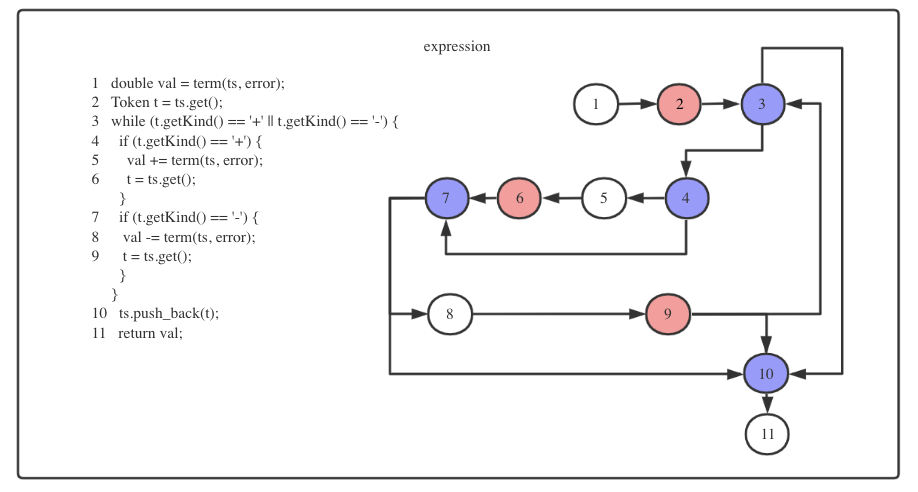 expression
1 double val = term(ts, error);
2 Token t = ts.get();
3 while (t.getKind() == '+' || t.getKind() == '-') {
4 if (t.getKind() == '+') {
5 val += term(ts, error);
6 t = ts.get();
}
7 if (t.getKind() == '-') {
8 val -= term(ts, error);
9 t = ts.get();
}
}
10 ts.push_back(t);
11 return val;
1 2 3
7 6 5 4
8 9
10
11